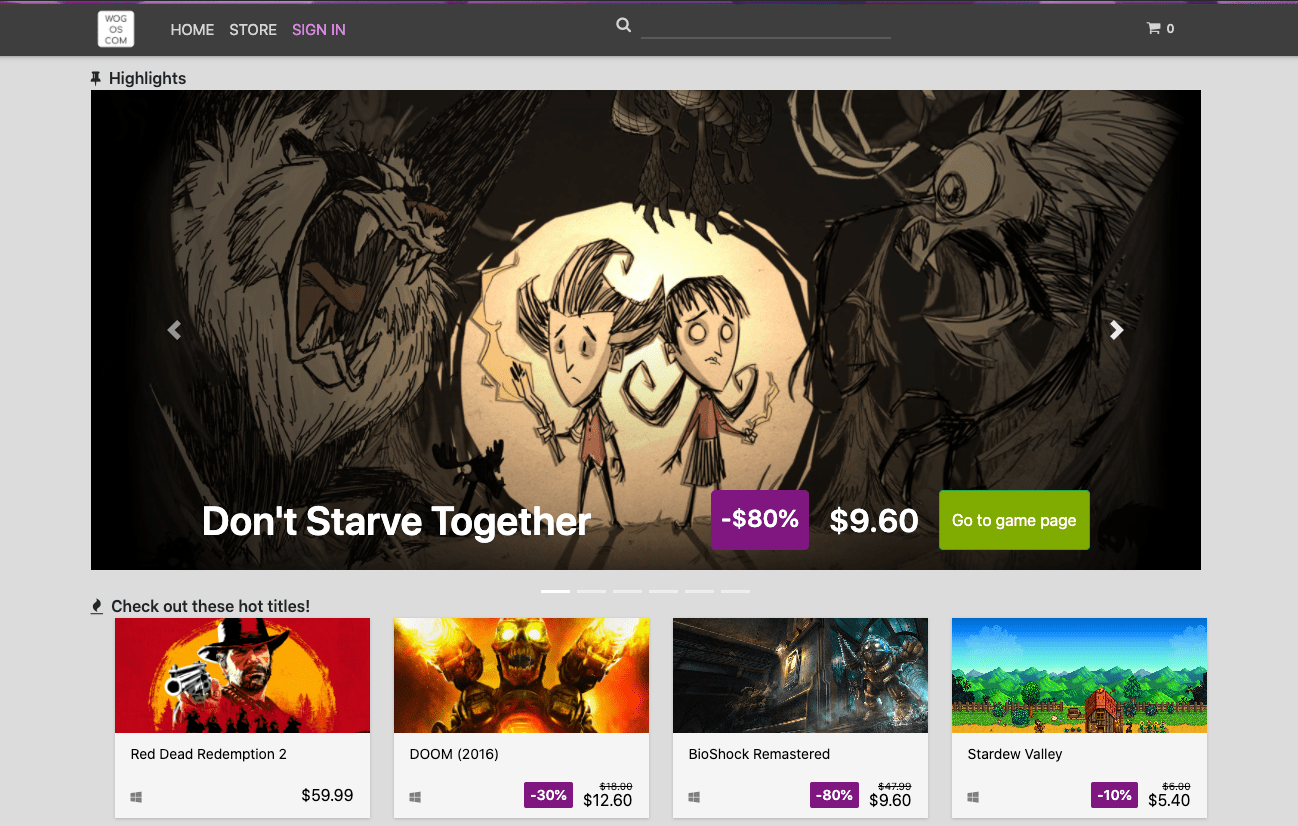 WOG
OS
COM
HOME STORE SIGN IN
0
Highlights
Don't Starve Together
-$80%
$9.60
Go to game page
Check out these hot titles!
Red Dead Redemption 2
$59.99
DOOM (2016)
-30%
$18.00
$12.60
BioShock Remastered
-80%
$47.99
$9.60
Stardew Valley
-10%
$6.00
$5.40